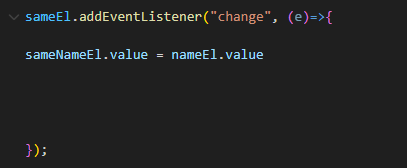 sameEl.addEventListener("change", (e)=>{
sameNameEl.value = nameEl.value
});